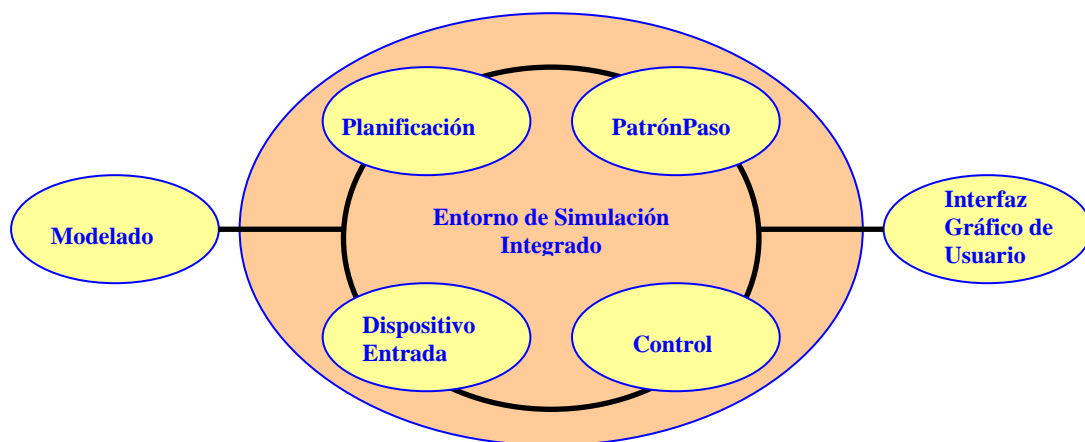 Planificación
PatrónPaso
Modelado
Entorno de Simulación
Integrado
Interfaz
Gráfico de
Usuario
Dispositivo
Entrada
Control